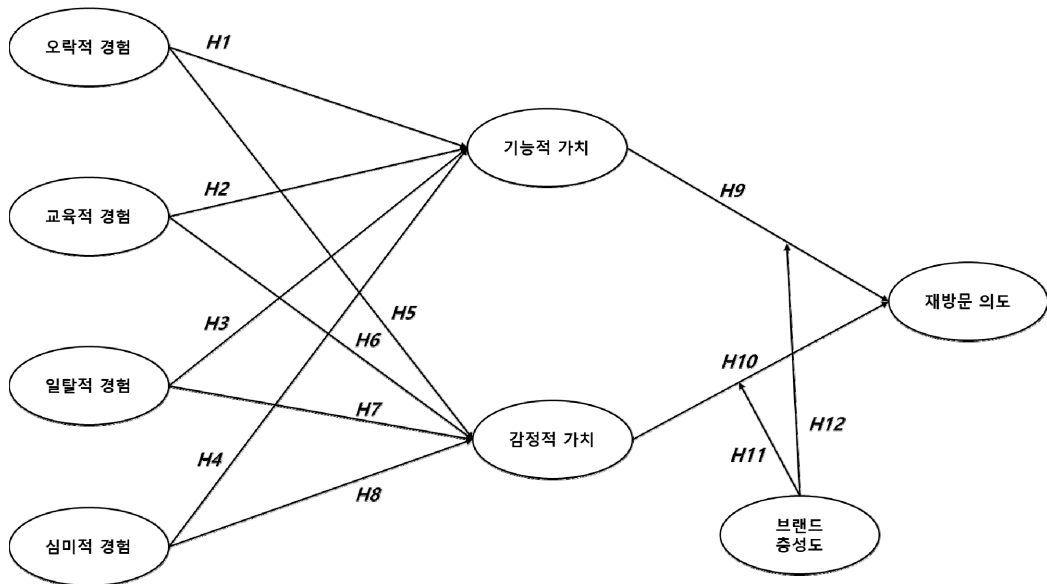 오락적 경험
H1
기능적 가치
교육적 경험
H2
H9
재방문 의도
H5
H3
H6
H10
일탈적 경험
H7
감정적 가치
H12
H11
H4
H8
심미적 경험
브랜드
충성도